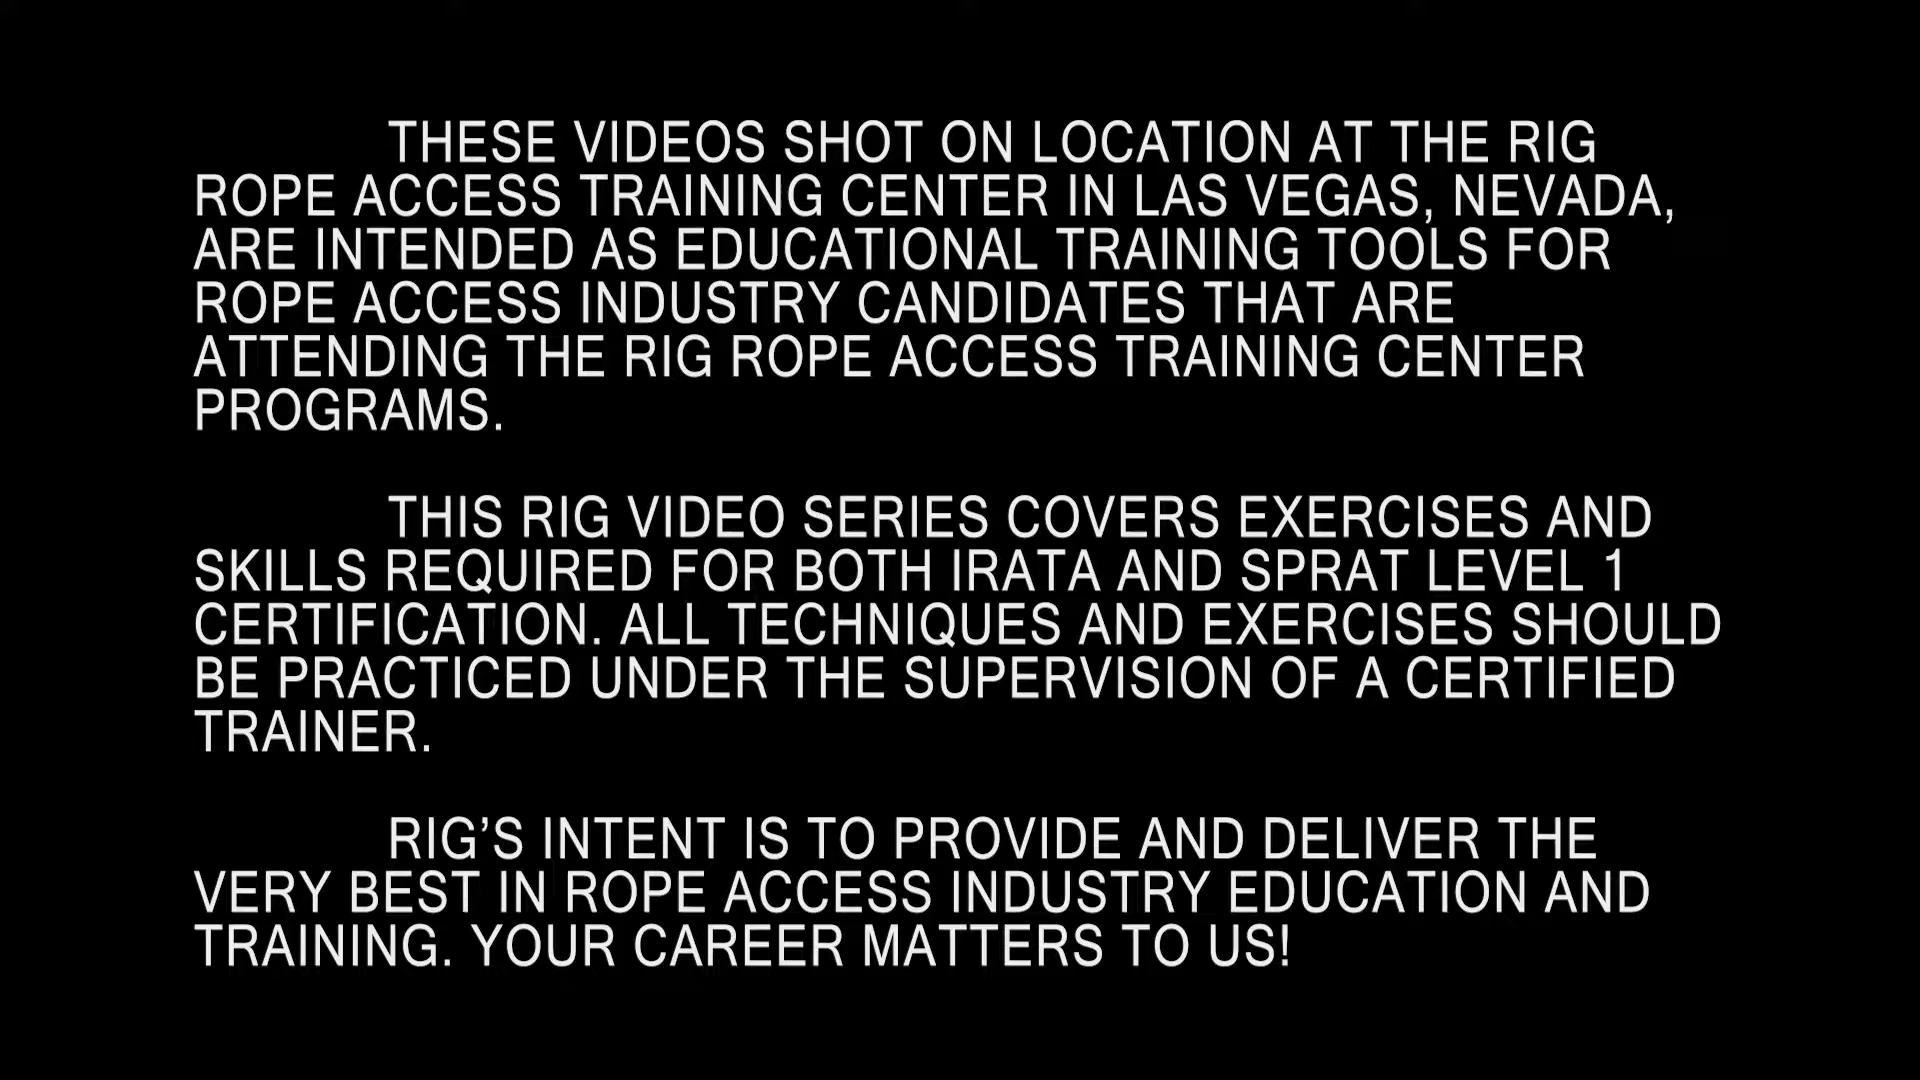 THESE VIDEOS SHOT ON LOCATION AT THE RIG
ROPE ACCESS TRAINING CENTER IN LAS VEGAS, NEVADA,
ARE INTENDED AS EDUCATIONAL TRAINING TOOLS FOR
ROPE ACCESS INDUSTRY CANDIDATES THAT ARE
ATTENDING THE RIG ROPE ACCESS TRAINING CENTER
PROGRAMS.
THIS RIG VIDEO SERIES COVERS EXERCISES AND
SKILLS REQUIRED FOR BOTH IRATA AND SPRAT LEVEL 1
CERTIFICATION. ALL TECHNIQUES AND EXERCISES SHOULD
BE PRACTICED UNDER THE SUPERVISION OF A CERTIFIED
TRAINER.
RIG’S INTENT IS TO PROVIDE AND DELIVER THE
VERY BEST IN ROPE ACCESS INDUSTRY EDUCATION AND
TRAINING. YOUR CAREER MATTERS TO US!